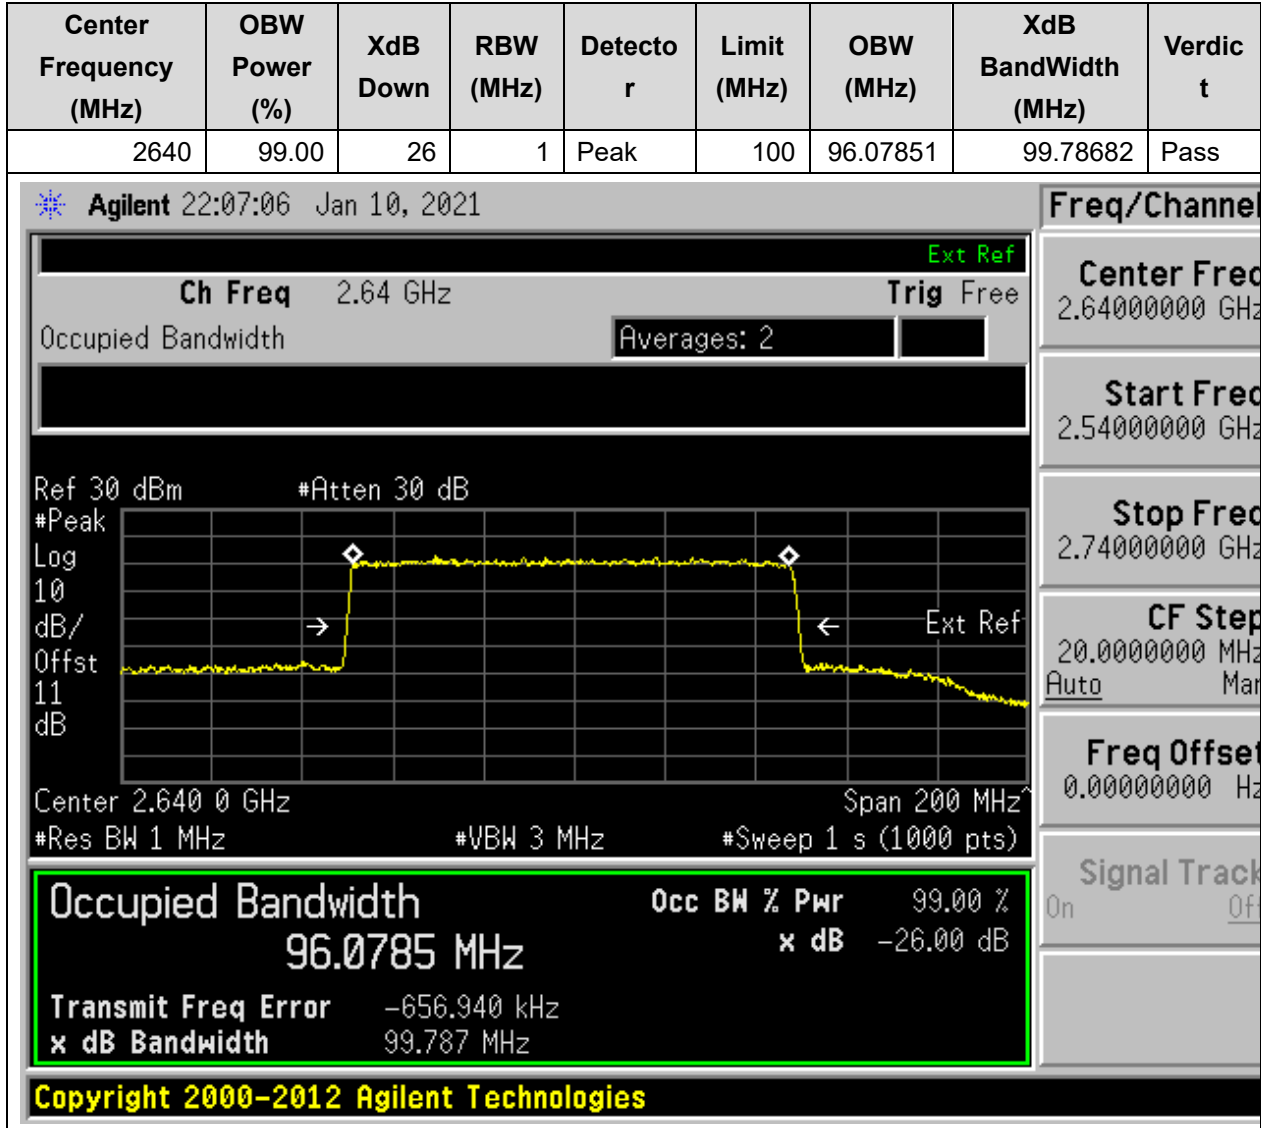 Center Frequency (MHz) OBW Power (%) XdB Down RBW (MHz) Detector Limit (MHz) OBW (MHz) XdB BandWidth (MHz) Verdict
2640 99.00 26 1 Peak 100 96.07851 99.78682 Pass
Agilent 22:07:06 Jan 10, 2021
Freq/Channel
Ext Ref
Ch Freq 2.64 GHz Trig Free
Occupied Bandwidth Averages: 2
Center Freq
2.64000000 GHz
Start Freq
2.54000000 GHz
Stop Freq
2.74000000 GHz
CF Step
20.0000000 MHz
Auto Man
Freq Offset
0.00000000 Hz
Signal Track
On Off
Ref 30 dBm #Atten 30 dB
#Peak
Log
10
dB/
Offst
11
dB
Ext Ref
Center 2.640 0 GHz Span 200 MHz^
#Res BW 1 MHz #VBW 3 MHz #Sweep 1 s (1000 pts)
Occupied Bandwidth
96.0785 MHz
Occ BW % Pwr 99.00 %
x dB -26.00 dB
Transmit Freq Error -656.940 kHz
x dB Bandwidth 99.787 MHz
Copyright 2000-2012 Agilent Technologies